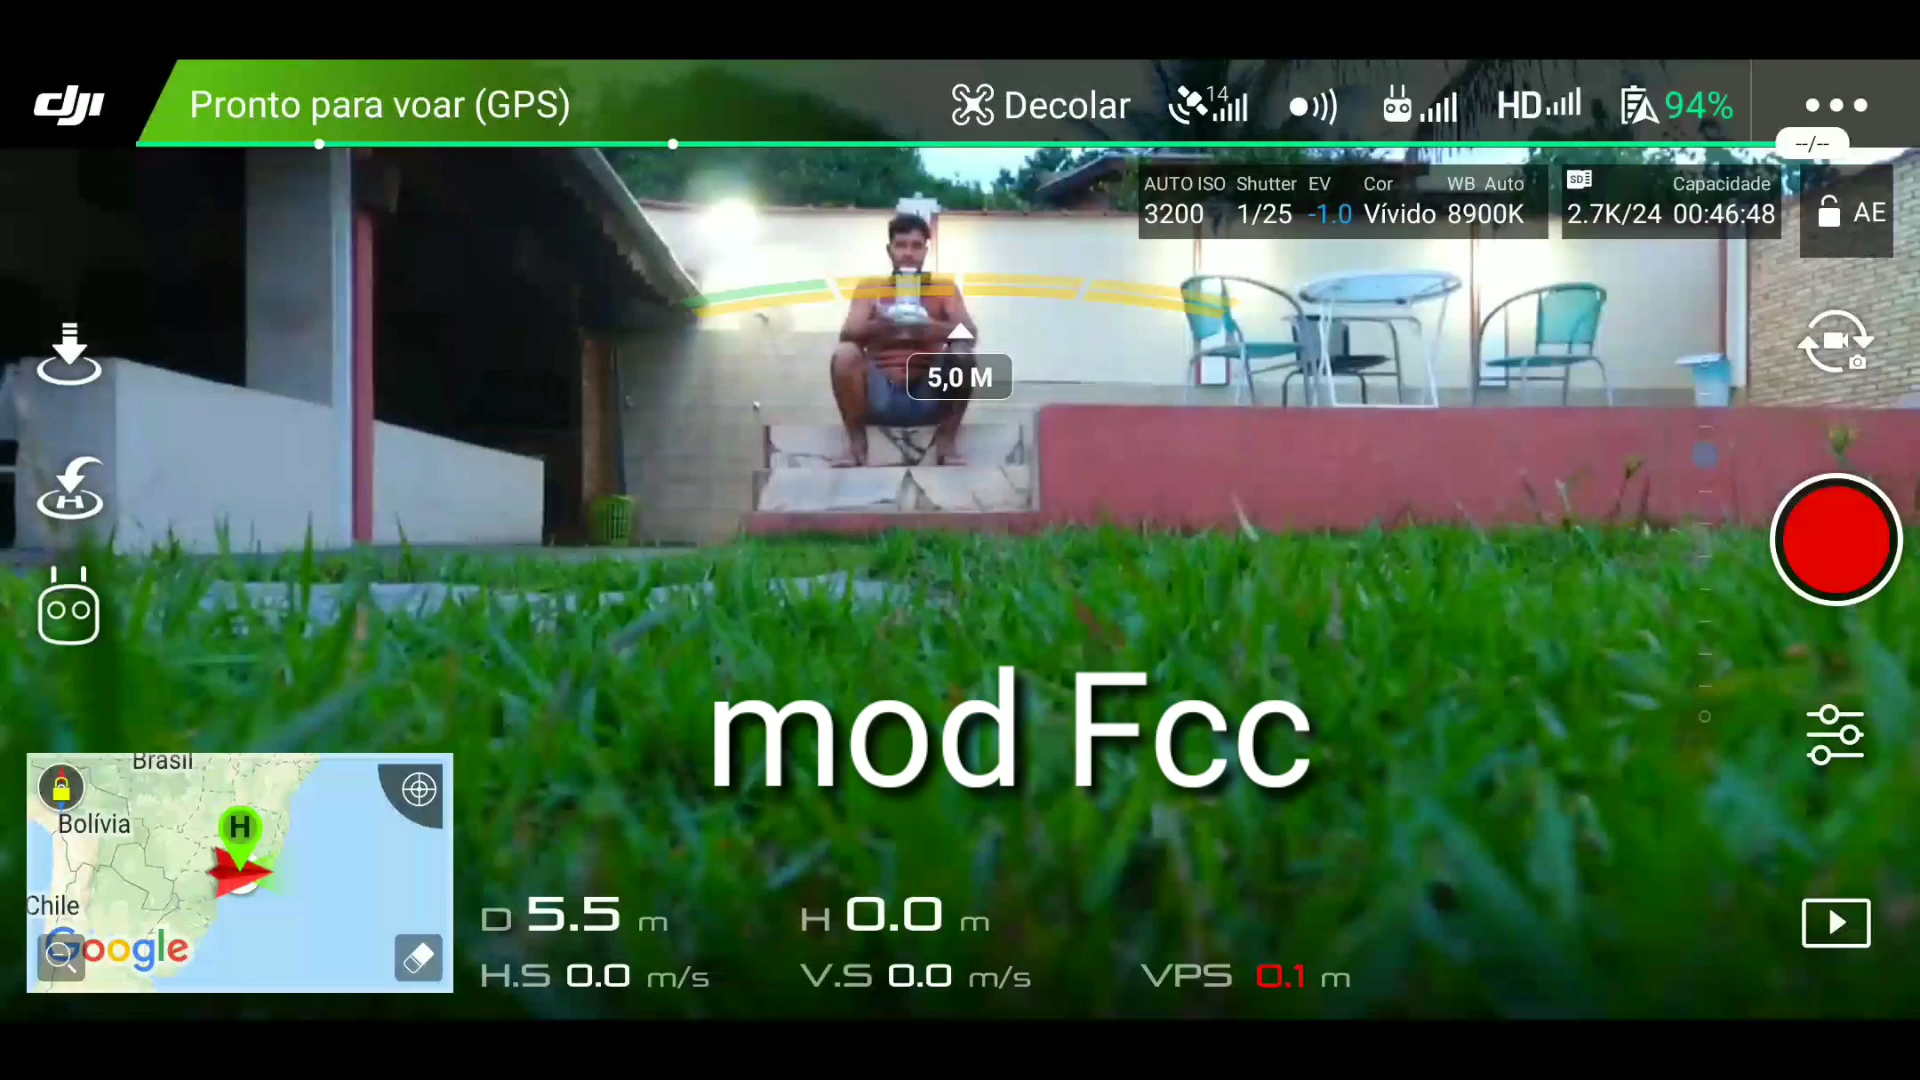 dji
Pronto para voar (GPS)
Decolar
14
HD
94%
--/--
AUTO ISO Shutter EV Cor WB Auto
3200 1/25 -1.0 Vívido 8900K
SD Capacidade
2.7K/24 00:46:48
AE
5,0 M
mod Fcc
Brasil
Bolívia
H
Chile
Google
D 5.5 m H 0.0 m
H.S 0.0 m/s V.S 0.0 m/s VPS 0.1 m